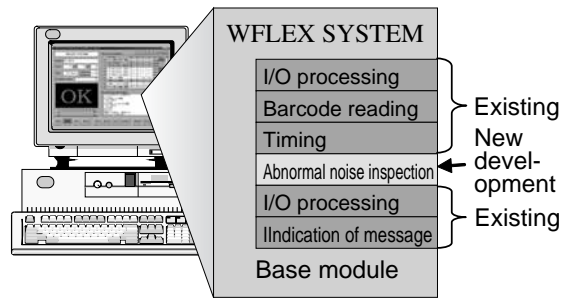 WFLEX SYSTEM
I/O processing
Barcode reading
Timing
Abnormal noise inspection
I/O processing
IIndication of message
Base module
Existing
New
devel-
opment
Existing
OK